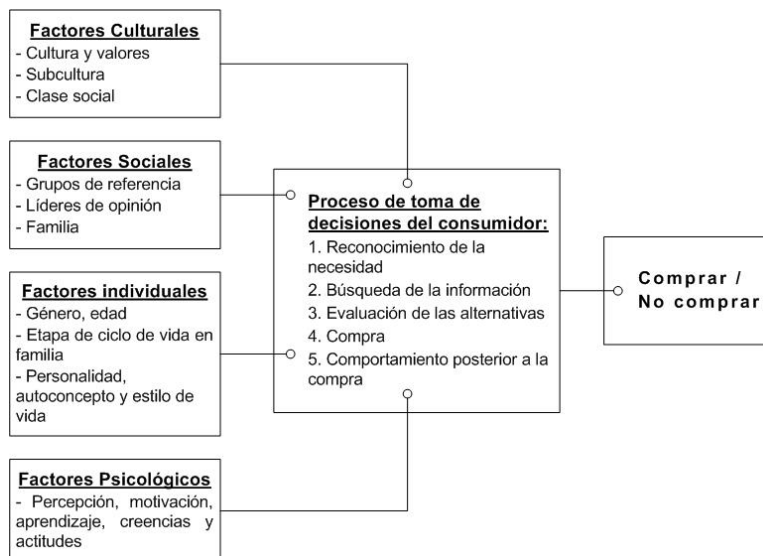 Factores Culturales
- Cultura y valores
- Subcultura
- Clase social
Factores Sociales
- Grupos de referencia
- Líderes de opinión
- Familia
Factores individuales
- Género, edad
- Etapa de ciclo de vida en
familia
- Personalidad,
autoconcepto y estilo de
vida
Factores Psicológicos
- Percepción, motivación,
aprendizaje, creencias y
actitudes
Proceso de toma de
decisiones del consumidor:
1. Reconocimiento de la
necesidad
2. Búsqueda de la información
3. Evaluación de las alternativas
4. Compra
5. Comportamiento posterior a la
compra
Comprar /
No comprar